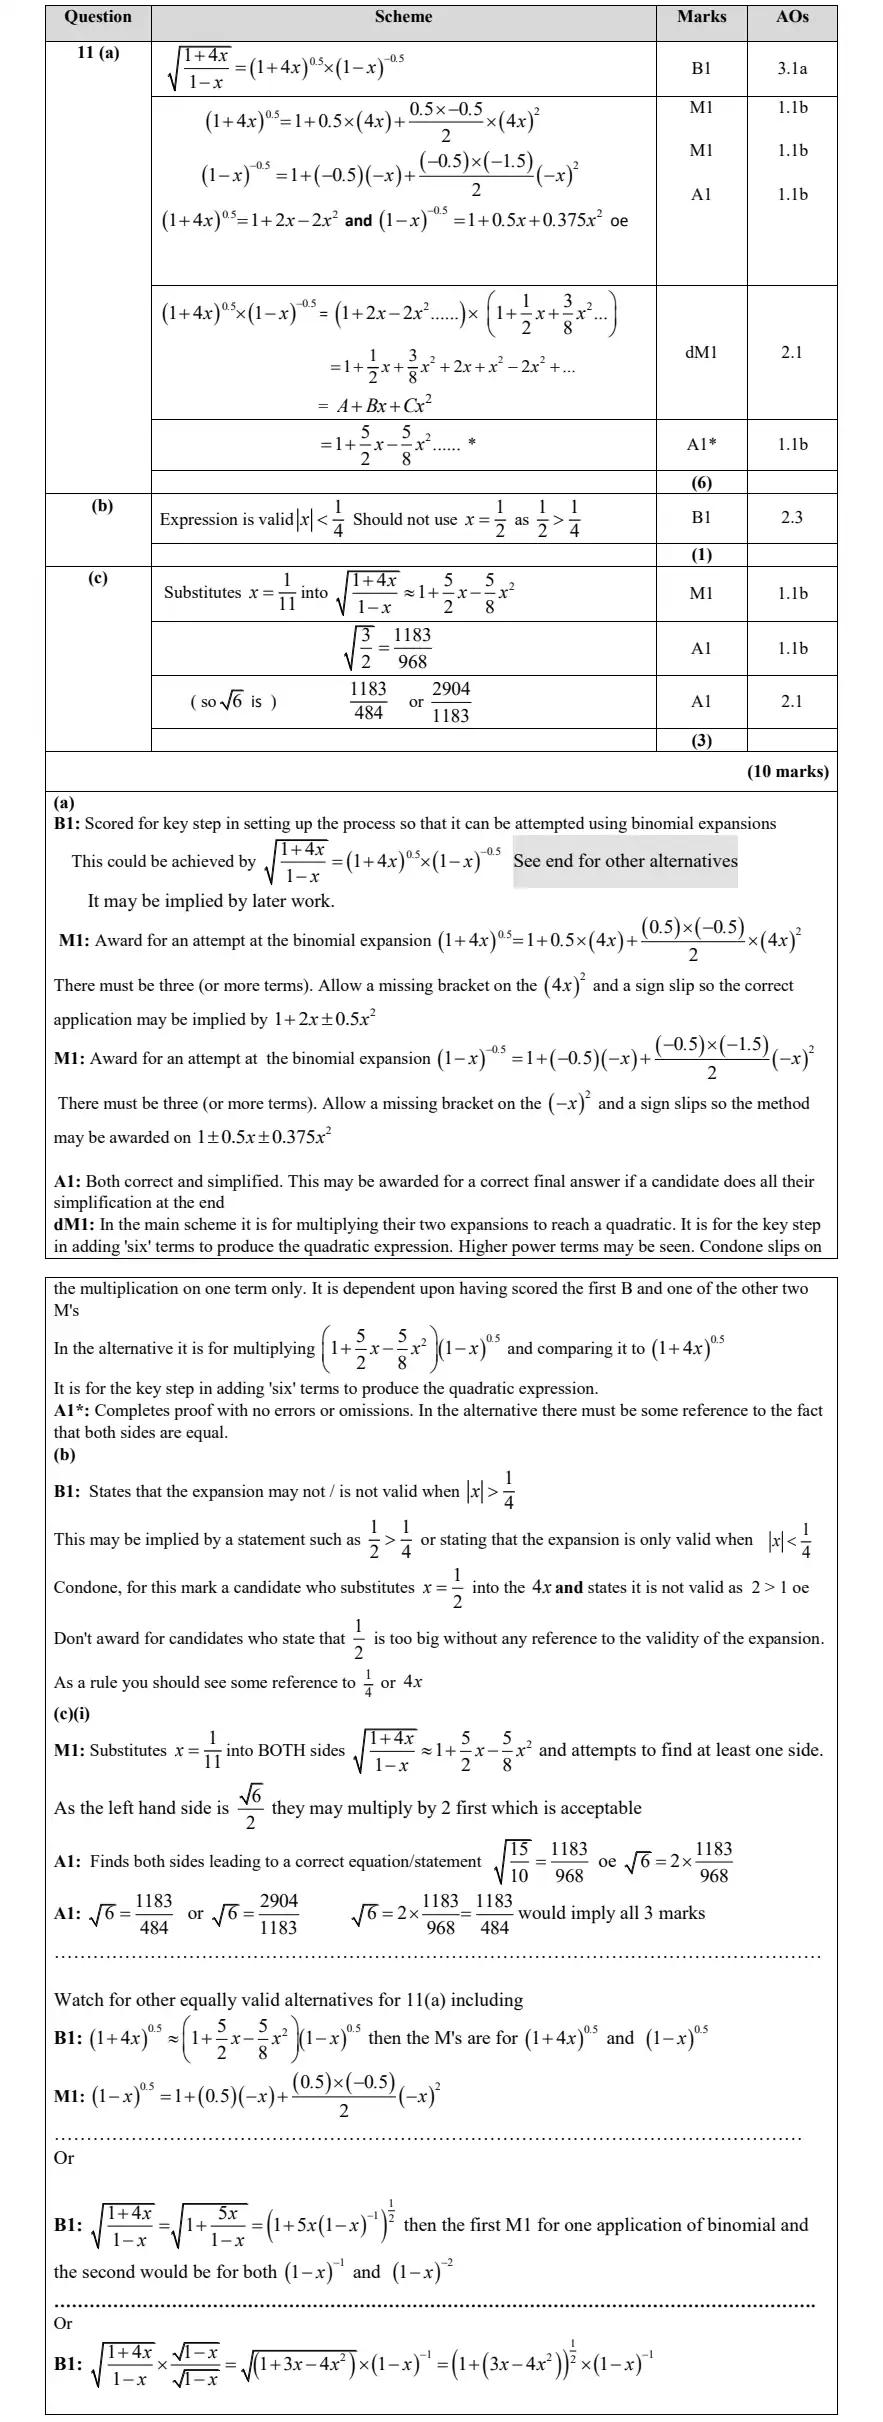 Question Scheme Marks AOs
11 (a) √((1+4x)/(1−x)) = (1+4x)^0.5 × (1−x)^−0.5 B1 3.1a
(1+4x)^0.5 = 1+0.5×(4x)+(0.5×−0.5)/2×(4x)^2 M1 1.1b
(1−x)^−0.5 = 1+(−0.5)(−x)+((−0.5)×(−1.5))/2(−x)^2 M1 1.1b
(1+4x)^0.5 = 1+2x−2x^2 and (1−x)^−0.5 = 1+0.5x+0.375x^2 oe A1 1.1b
(1+4x)^0.5×(1−x)^−0.5 = (1+2x−2x^2......)×(1+1/2x+3/8x^2...)
=1+1/2x+3/8x^2+2x+x^2−2x^2+... dM1 2.1
= A+Bx+Cx^2
=1+5/2x−5/8x^2...... * A1* 1.1b
(6)
(b) Expression is valid |x| < 1/4 Should not use x = 1/2 as 1/2 > 1/4 B1 2.3
(1)
(c) Substitutes x = 1/11 into √((1+4x)/(1−x)) ≈ 1+5/2x−5/8x^2 M1 1.1b
√(3/2) = 1183/968 A1 1.1b
( so √6 is ) 1183/484 or 2904/1183 A1 2.1
(3)
(10 marks)
(a)
B1: Scored for key step in setting up the process so that it can be attempted using binomial expansions
This could be achieved by √((1+4x)/(1−x)) = (1+4x)^0.5×(1−x)^−0.5 See end for other alternatives
It may be implied by later work.
M1: Award for an attempt at the binomial expansion (1+4x)^0.5 = 1+0.5×(4x)+((0.5)×(−0.5))/2×(4x)^2
There must be three (or more terms). Allow a missing bracket on the (4x)^2 and a sign slip so the correct
application may be implied by 1+2x±0.5x^2
M1: Award for an attempt at the binomial expansion (1−x)^−0.5 = 1+(−0.5)(−x)+((−0.5)×(−1.5))/2(−x)^2
There must be three (or more terms). Allow a missing bracket on the (−x)^2 and a sign slips so the method
may be awarded on 1±0.5x±0.375x^2
A1: Both correct and simplified. This may be awarded for a correct final answer if a candidate does all their
simplification at the end
dM1: In the main scheme it is for multiplying their two expansions to reach a quadratic. It is for the key step
in adding 'six' terms to produce the quadratic expression. Higher power terms may be seen. Condone slips on
the multiplication on one term only. It is dependent upon having scored the first B and one of the other two
M's
In the alternative it is for multiplying (1+5/2x−5/8x^2)(1−x)^0.5 and comparing it to (1+4x)^0.5
It is for the key step in adding 'six' terms to produce the quadratic expression.
A1*: Completes proof with no errors or omissions. In the alternative there must be some reference to the fact
that both sides are equal.
(b)
B1: States that the expansion may not / is not valid when |x| > 1/4
This may be implied by a statement such as 1/2 > 1/4 or stating that the expansion is only valid when |x| < 1/4
Condone, for this mark a candidate who substitutes x = 1/2 into the 4x and states it is not valid as 2 > 1 oe
Don't award for candidates who state that 1/2 is too big without any reference to the validity of the expansion.
As a rule you should see some reference to 1/4 or 4x
(c)(i)
M1: Substitutes x = 1/11 into BOTH sides √((1+4x)/(1−x)) ≈ 1+5/2x−5/8x^2 and attempts to find at least one side.
As the left hand side is √6/2 they may multiply by 2 first which is acceptable
A1: Finds both sides leading to a correct equation/statement √(15/10) = 1183/968 oe √6 = 2×1183/968
A1: √6 = 1183/484 or √6 = 2904/1183 √6 = 2×1183/968 = 1183/484 would imply all 3 marks
Watch for other equally valid alternatives for 11(a) including
B1: (1+4x)^0.5 ≈ (1+5/2x−5/8x^2)(1−x)^0.5 then the M's are for (1+4x)^0.5 and (1−x)^0.5
M1: (1−x)^0.5 = 1+(0.5)(−x)+((0.5)×(−0.5))/2(−x)^2
Or
B1: √((1+4x)/(1−x)) = √(1+5x/(1−x)) = (1+5x(1−x)^−1)^1/2 then the first M1 for one application of binomial and
the second would be for both (1−x)^−1 and (1−x)^−2
Or
B1: √((1+4x)/(1−x)) × √(1−x)/√(1−x) = √(1+3x−4x^2)×(1−x)^−1 = (1+(3x−4x^2))^1/2×(1−x)^−1